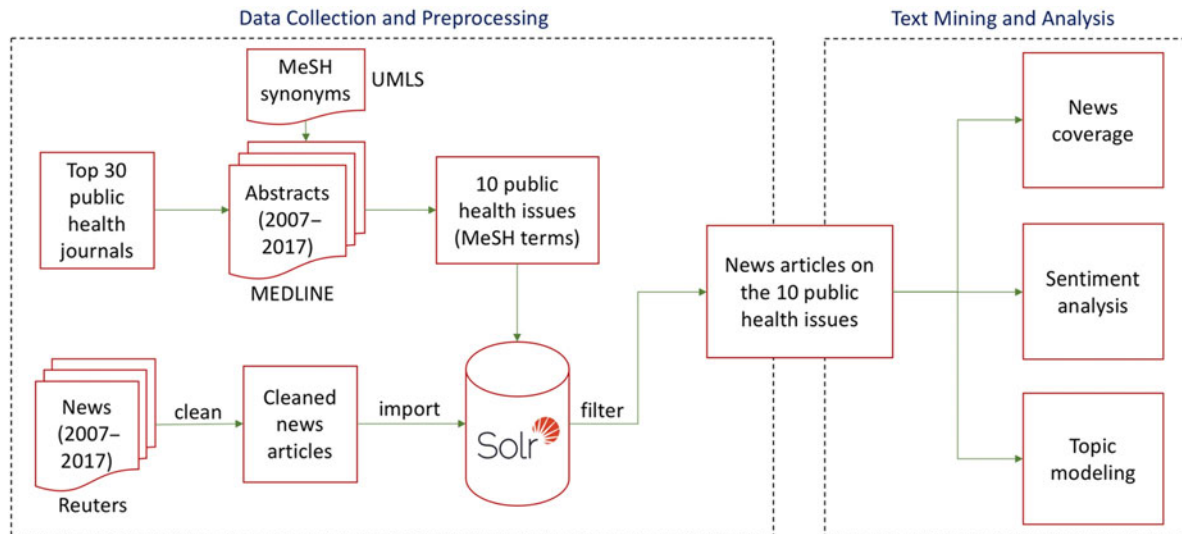 Data Collection and Preprocessing
Text Mining and Analysis
MeSH
synonyms
UMLS
Top 30
public
health
journals
Abstracts
(2007–
2017)
MEDLINE
10 public
health issues
(MeSH terms)
News articles on
the 10 public
health issues
News
coverage
Sentiment
analysis
Topic
modeling
News
(2007–
2017)
Reuters
clean
Cleaned
news
articles
import
Solr
filter